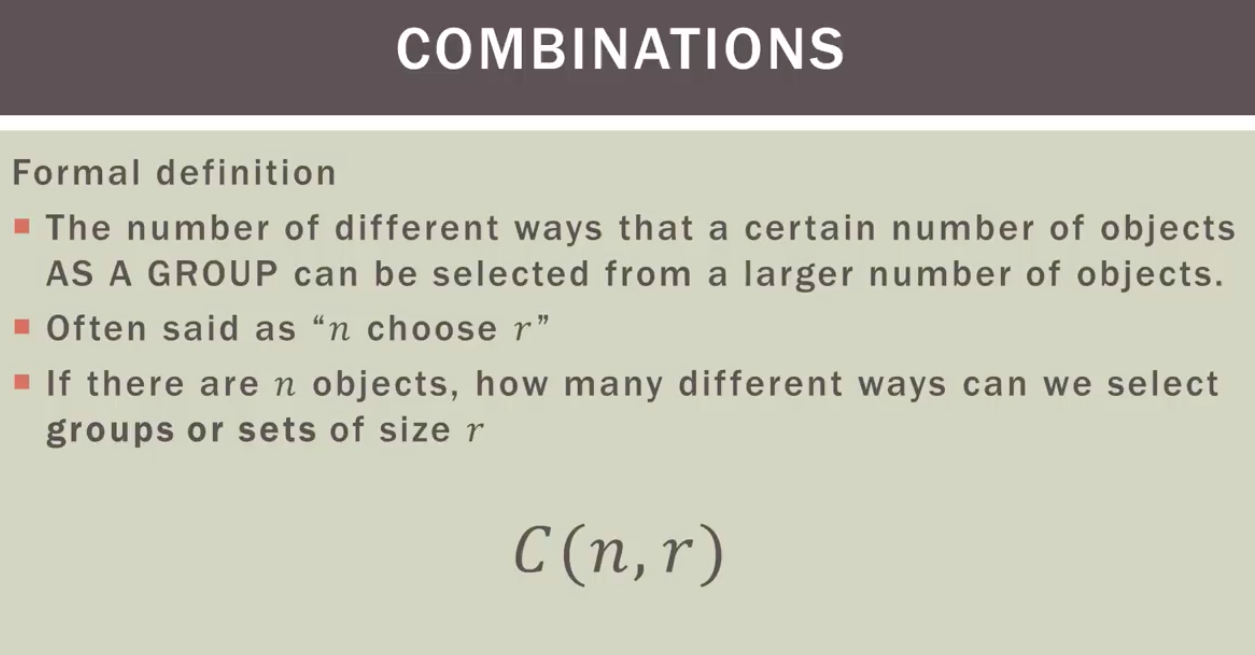 COMBINATIONS
Formal definition
▪ The number of different ways that a certain number of objects
AS A GROUP can be selected from a larger number of objects.
▪ Often said as “n choose r”
▪ If there are n objects, how many different ways can we select
groups or sets of size r
C(n, r)